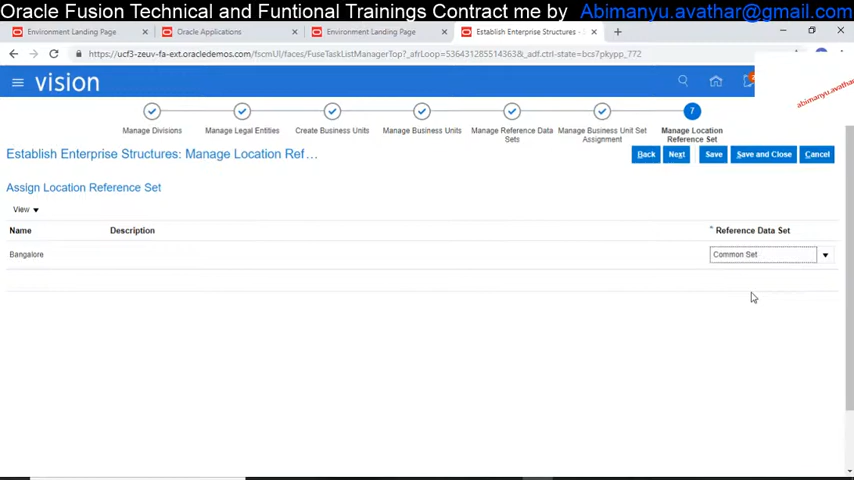 Oracle Fusion Technical and Funtional Trainings Contract me by Abimanyu.avathar@gmail.com
Environment Landing Page
Oracle Applications
Environment Landing Page
Establish Enterprise Structures -
https://ucf3-zeuv-fa-ext.oracledemos.com/fscmUI/faces/FuseTaskListManagerTop?_afrLoop=53643128551436­3&_adf.ctrl-state=bcs7pkypp_772
vision
abimanyu.avathar
7
Manage Divisions
Manage Legal Entities
Create Business Units
Manage Business Units
Manage Reference Data Sets
Manage Business Unit Set Assignment
Manage Location Reference Set
Establish Enterprise Structures: Manage Location Ref...
Back
Next
Save
Save and Close
Cancel
Assign Location Reference Set
View
Name
Description
* Reference Data Set
Bangalore
Common Set